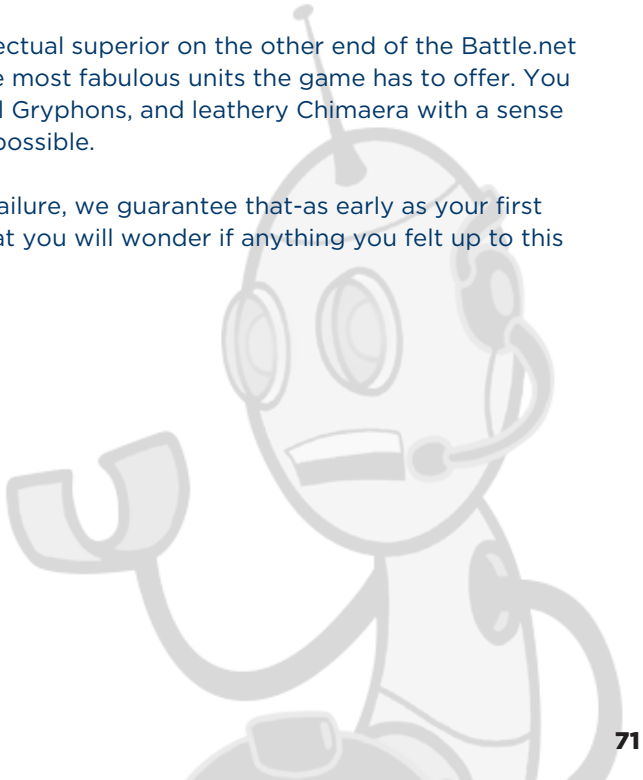 ectual superior on the other end of the Battle.net
most fabulous units the game has to offer. You
Gryphons, and leathery Chimaera with a sense
possible.
ailure, we guarantee that-as early as your first
at you will wonder if anything you felt up to this
71